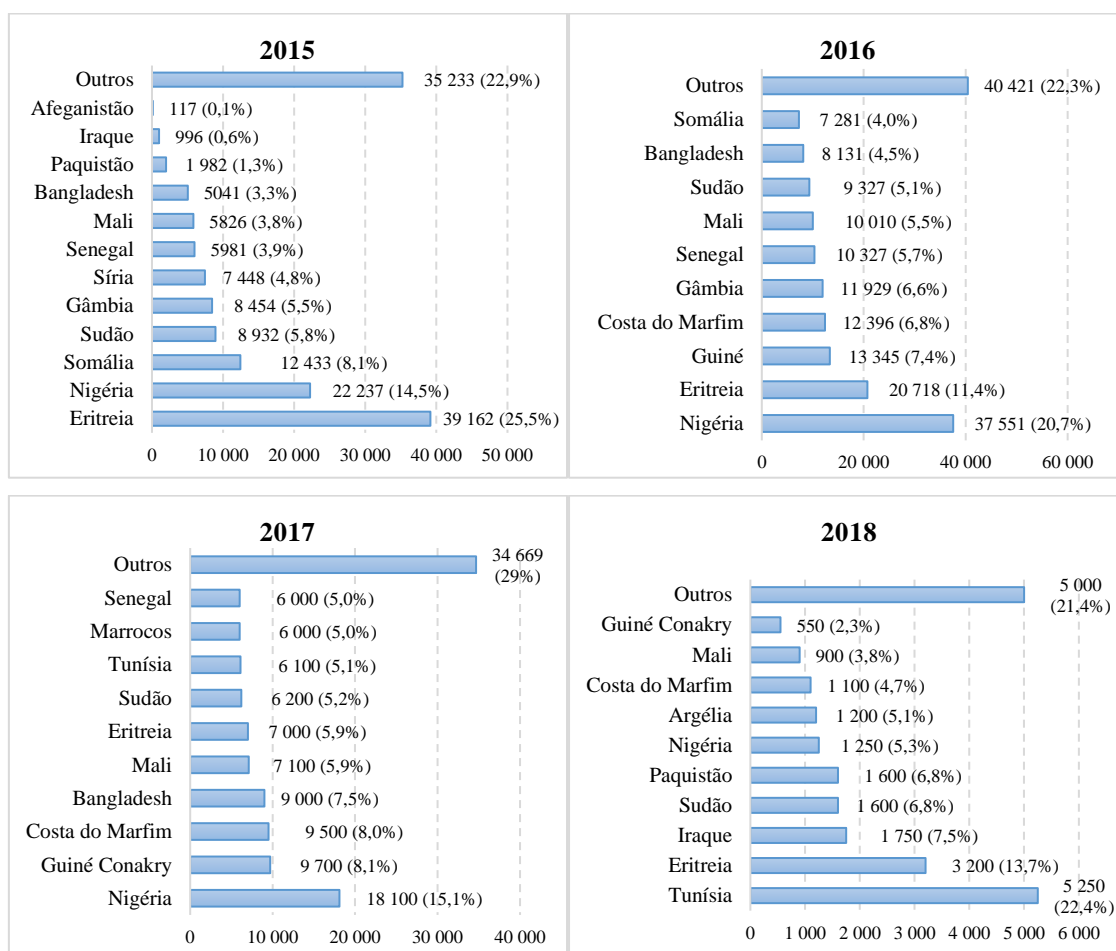 2015
Outros 35 233 (22,9%)
Afeganistão 117 (0,1%)
Iraque 996 (0,6%)
Paquistão 1 982 (1,3%)
Bangladesh 5041 (3,3%)
Mali 5826 (3,8%)
Senegal 5981 (3,9%)
Síria 7 448 (4,8%)
Gâmbia 8 454 (5,5%)
Sudão 8 932 (5,8%)
Somália 12 433 (8,1%)
Nigéria 22 237 (14,5%)
Eritreia 39 162 (25,5%)
0 10 000 20 000 30 000 40 000 50 000
2016
Outros 40 421 (22,3%)
Somália 7 281 (4,0%)
Bangladesh 8 131 (4,5%)
Sudão 9 327 (5,1%)
Mali 10 010 (5,5%)
Senegal 10 327 (5,7%)
Gâmbia 11 929 (6,6%)
Costa do Marfim 12 396 (6,8%)
Guiné 13 345 (7,4%)
Eritreia 20 718 (11,4%)
Nigéria 37 551 (20,7%)
0 20 000 40 000 60 000
2017
Outros 34 669
(29%)
Senegal 6 000 (5,0%)
Marrocos 6 000 (5,0%)
Tunísia 6 100 (5,1%)
Sudão 6 200 (5,2%)
Eritreia 7 000 (5,9%)
Mali 7 100 (5,9%)
Bangladesh 9 000 (7,5%)
Costa do Marfim 9 500 (8,0%)
Guiné Conakry 9 700 (8,1%)
Nigéria 18 100 (15,1%)
0 10 000 20 000 30 000 40 000
2018
Outros 5 000
(21,4%)
Guiné Conakry 550 (2,3%)
Mali 900 (3,8%)
Costa do Marfim 1 100 (4,7%)
Argélia 1 200 (5,1%)
Nigéria 1 250 (5,3%)
Paquistão 1 600 (6,8%)
Sudão 1 600 (6,8%)
Iraque 1 750 (7,5%)
Eritreia 3 200 (13,7%)
Tunísia 5 250
(22,4%)
0 1 000 2 000 3 000 4 000 5 000 6 000